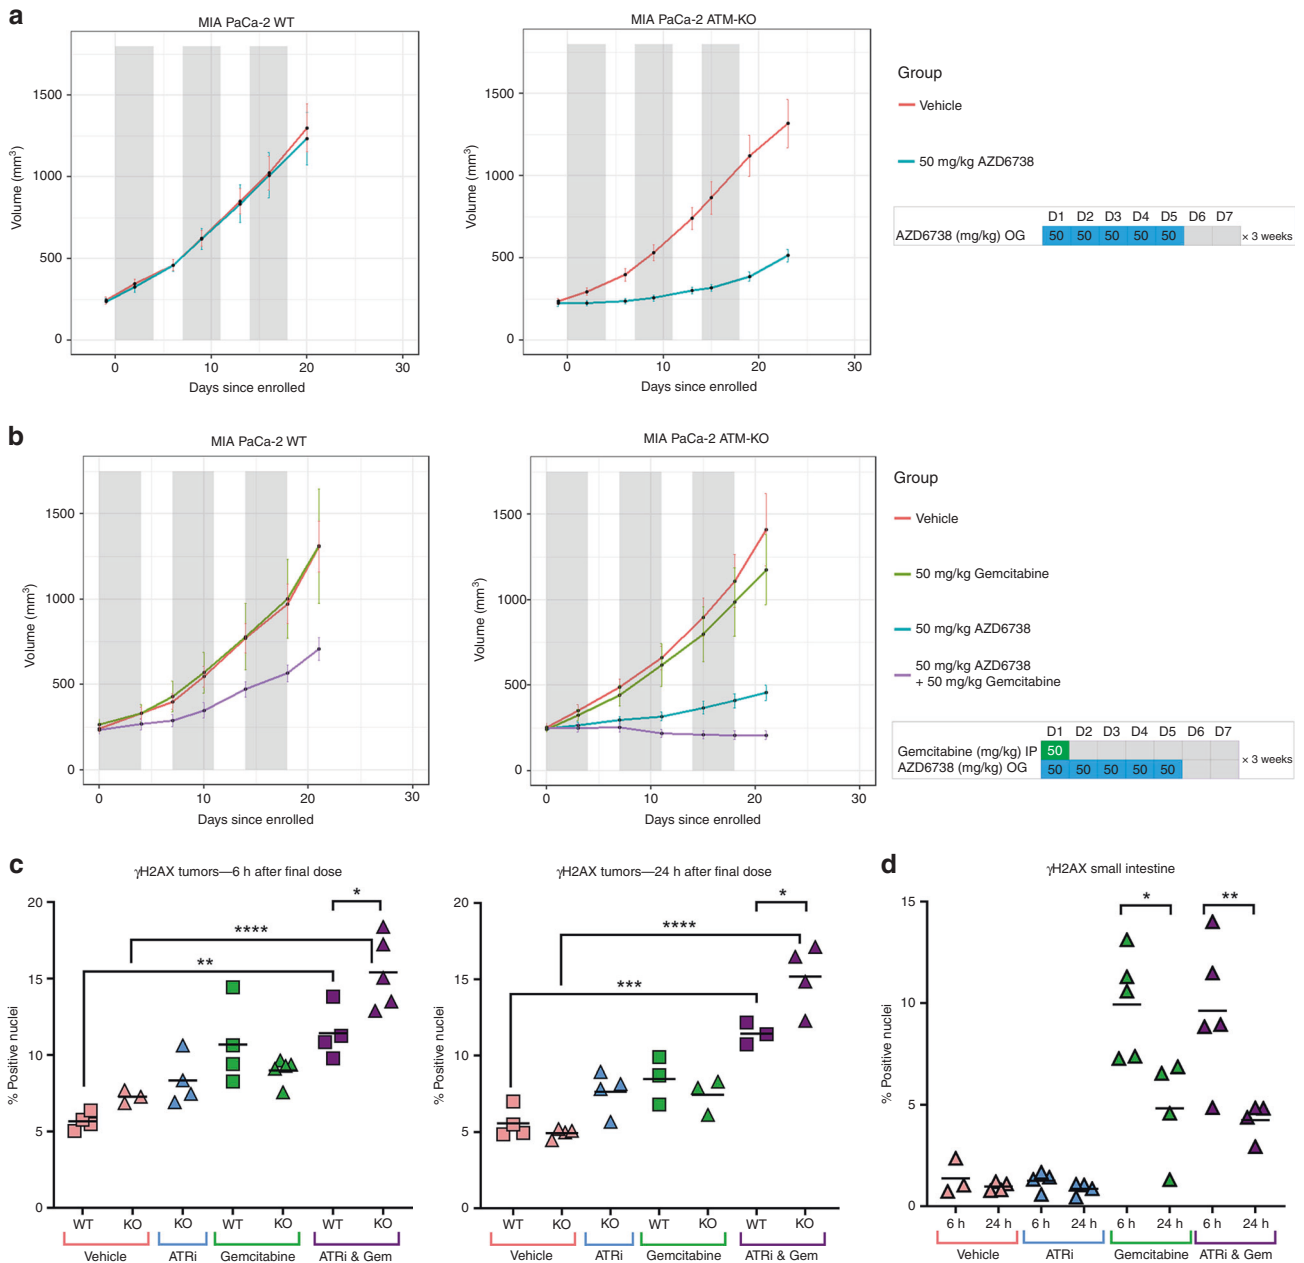 a
MIA PaCa-2 WT
MIA PaCa-2 ATM-KO
Volume (mm3)
1500
1000
500
0
0 10 20 30
Days since enrolled
Volume (mm3)
1500
1000
500
0
0 10 20 30
Days since enrolled
Group
Vehicle
50 mg/kg AZD6738
D1 D2 D3 D4 D5 D6 D7
AZD6738 (mg/kg) OG 50 50 50 50 50 × 3 weeks
b
MIA PaCa-2 WT
MIA PaCa-2 ATM-KO
Volume (mm3)
1500
1000
500
0
0 10 20 30
Days since enrolled
Volume (mm3)
1500
1000
500
0
0 10 20 30
Days since enrolled
Group
Vehicle
50 mg/kg Gemcitabine
50 mg/kg AZD6738
50 mg/kg AZD6738
+ 50 mg/kg Gemcitabine
D1 D2 D3 D4 D5 D6 D7
Gemcitabine (mg/kg) IP 50
AZD6738 (mg/kg) OG 50 50 50 50 50
× 3 weeks
c
γH2AX tumors—6 h after final dose
% Positive nuclei
20
15
10
5
0
*
****
**
WT KO KO WT KO WT KO
Vehicle ATRi Gemcitabine ATRi & Gem
γH2AX tumors—24 h after final dose
% Positive nuclei
20
15
10
5
0
*
****
***
WT KO KO WT KO WT KO
Vehicle ATRi Gemcitabine ATRi & Gem
d
γH2AX small intestine
% Positive nuclei
15
10
5
0
* **
6 h 24 h 6 h 24 h 6 h 24 h 6 h 24 h
Vehicle ATRi Gemcitabine ATRi & Gem